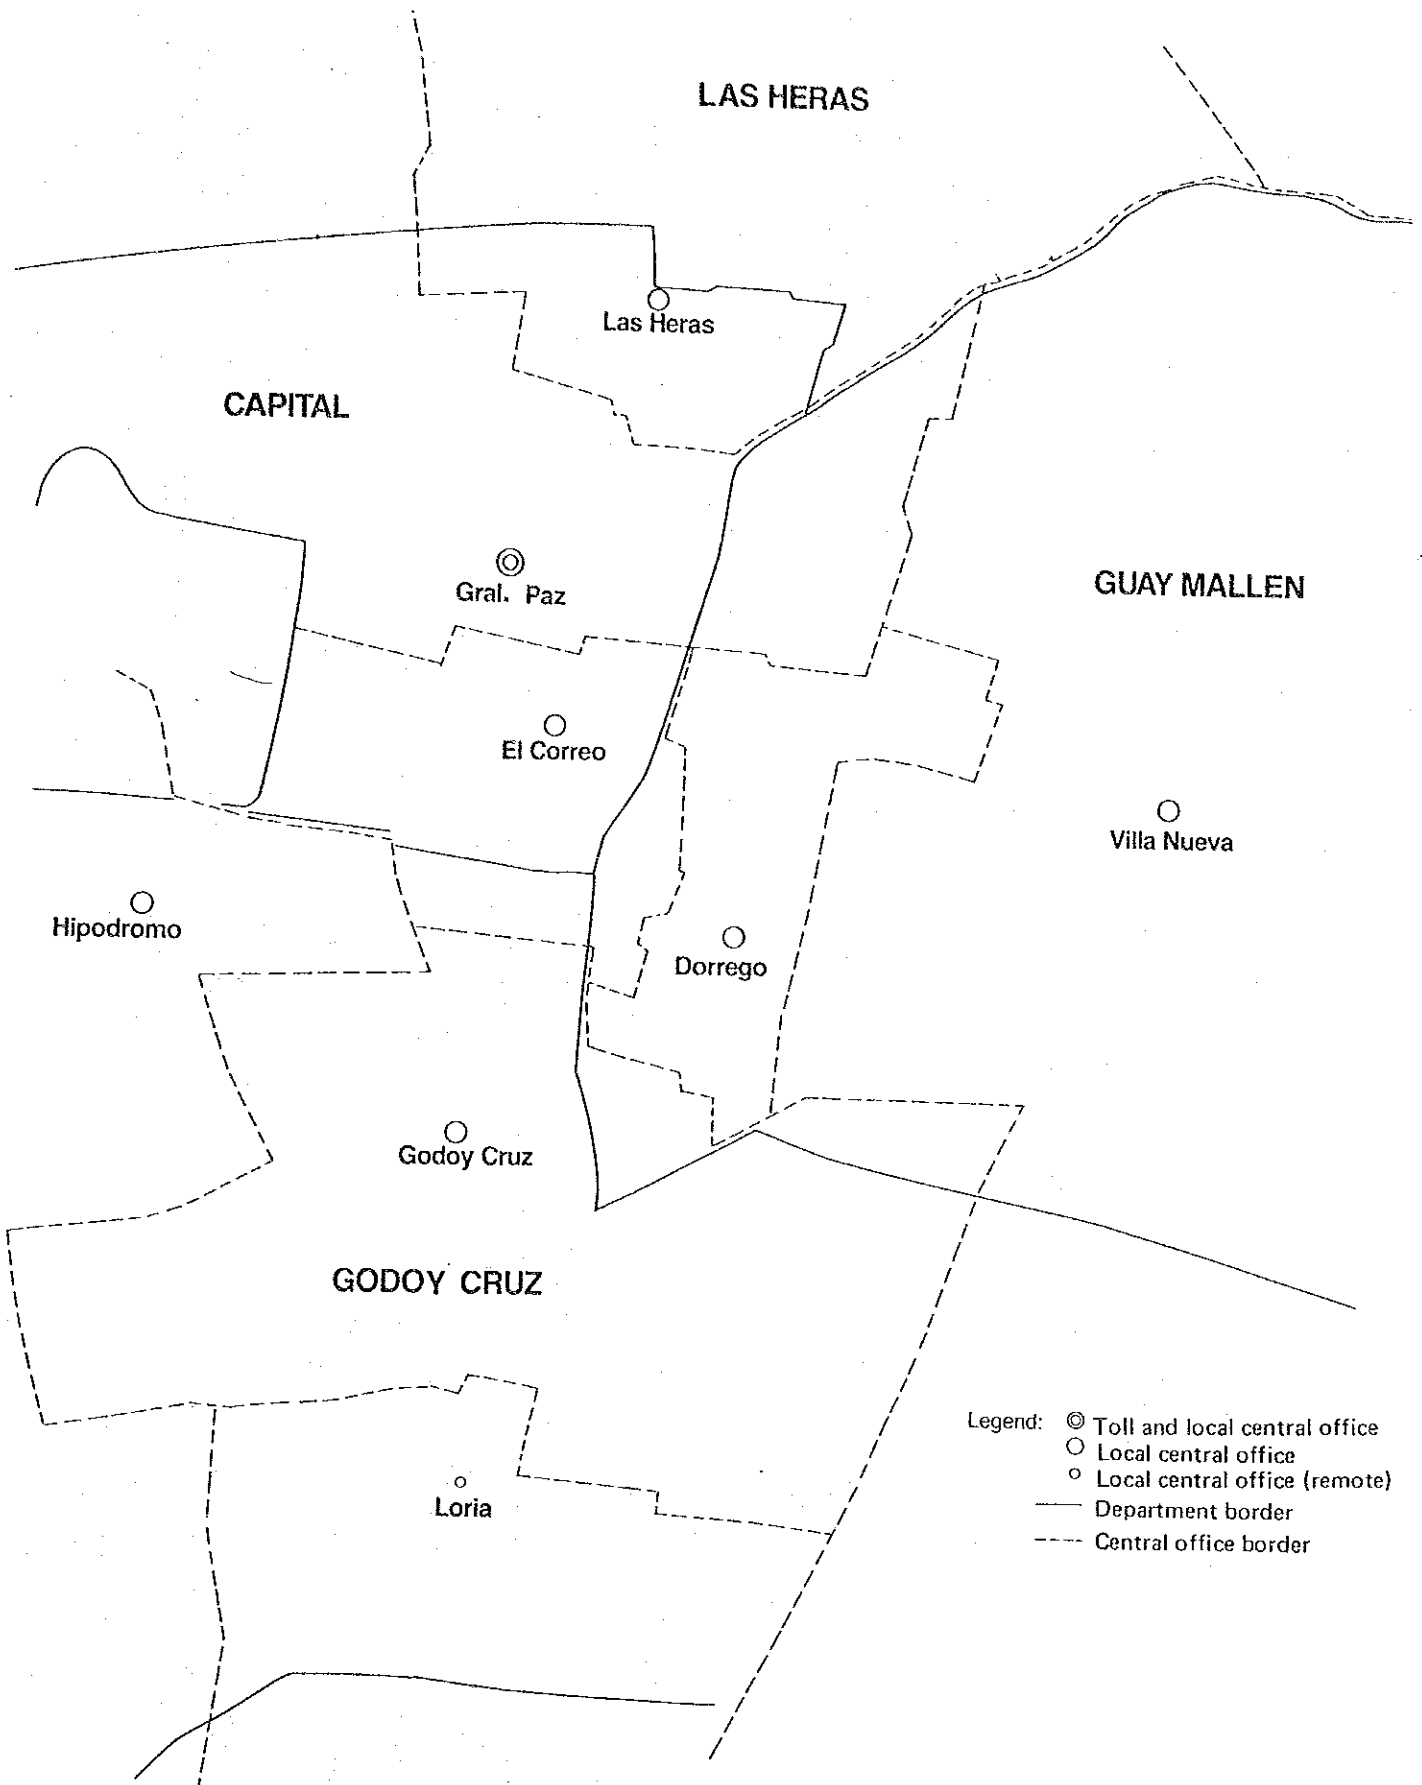 LAS HERAS
Las Heras
CAPITAL
Gral. Paz
GUAY MALLEN
El Correo
Villa Nueva
Hipodromo
Dorrego
Godoy Cruz
GODOY CRUZ
Legend:
Toll and local central office
Local central office
Local central office (remote)
Department border
Central office border
Loria